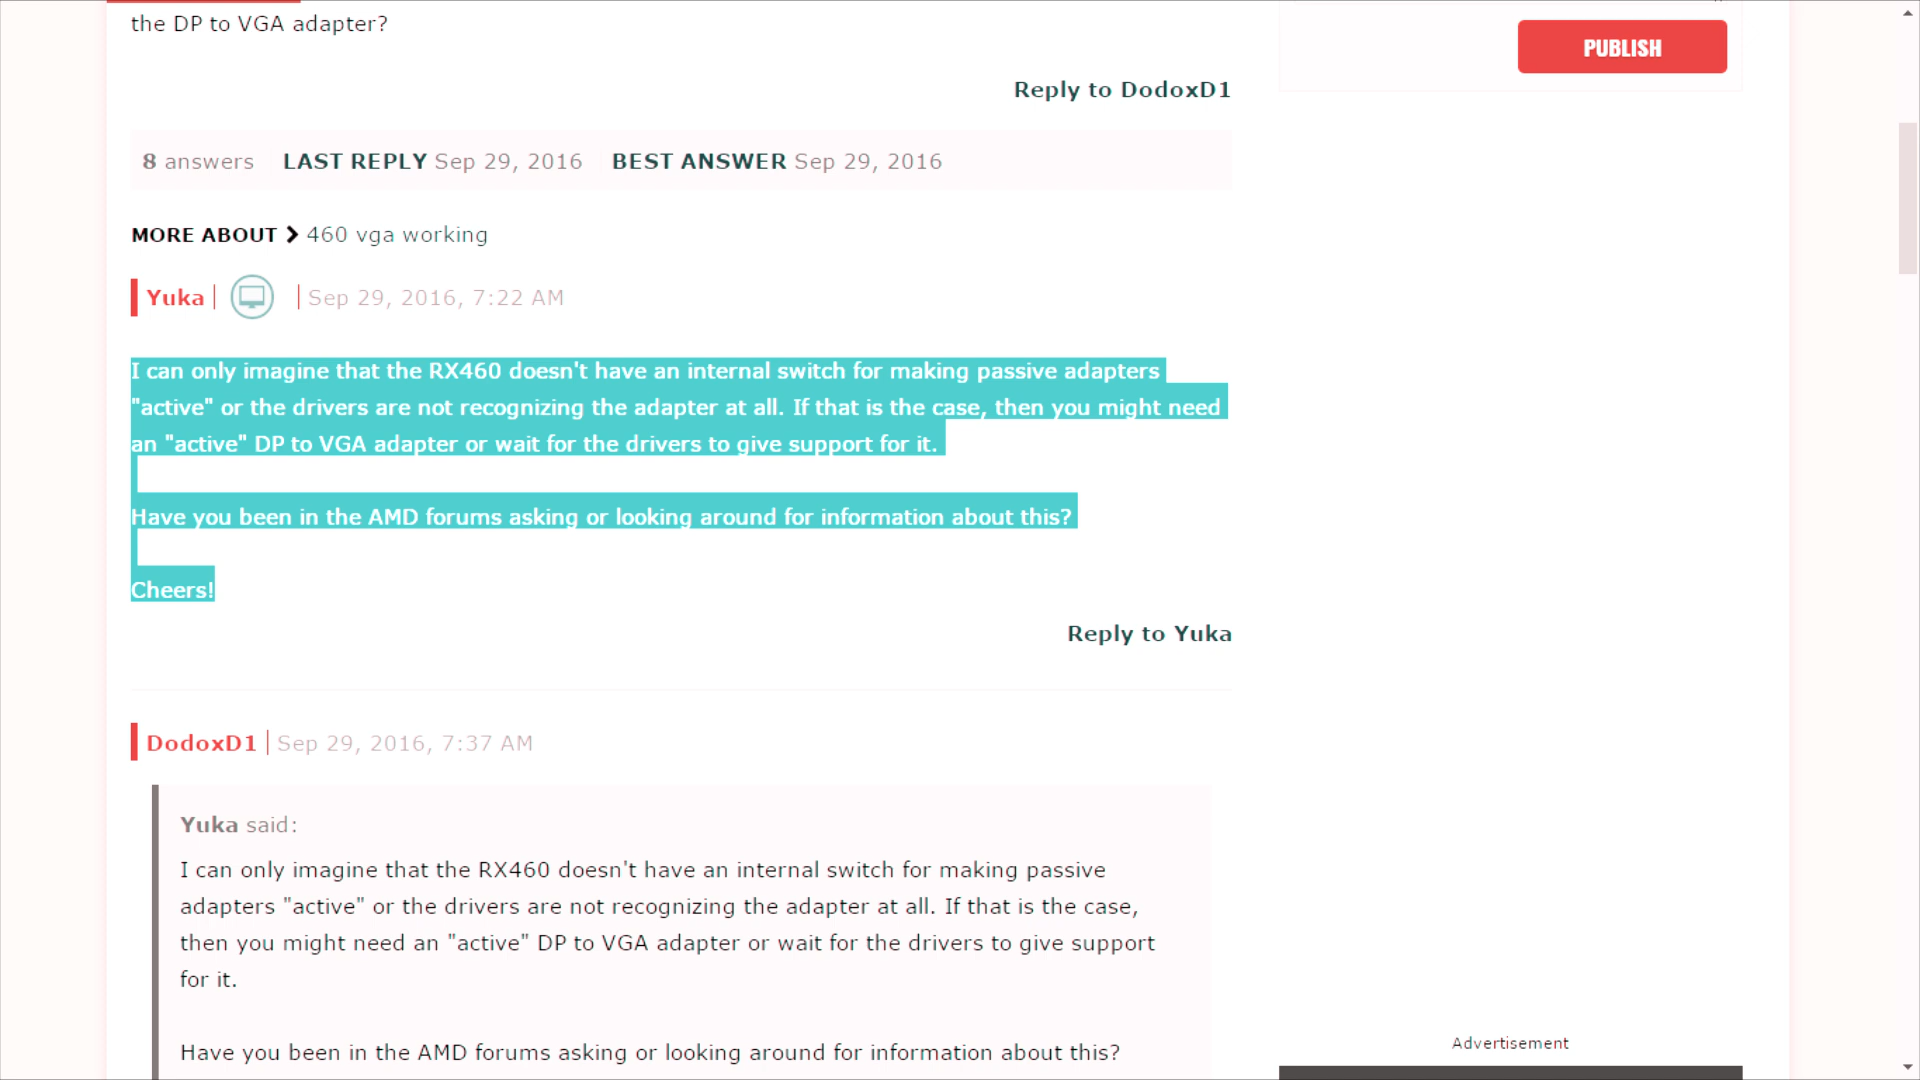 the DP to VGA adapter?
PUBLISH
Reply to DodoxD1
8 answers LAST REPLY Sep 29, 2016 BEST ANSWER Sep 29, 2016
MORE ABOUT 460 vga working
Yuka | | Sep 29, 2016, 7:22 AM
I can only imagine that the RX460 doesn't have an internal switch for making passive adapters
"active" or the drivers are not recognizing the adapter at all. If that is the case, then you might need
an "active" DP to VGA adapter or wait for the drivers to give support for it.
Have you been in the AMD forums asking or looking around for information about this?
Cheers!
Reply to Yuka
DodoxD1 | Sep 29, 2016, 7:37 AM
Yuka said:
I can only imagine that the RX460 doesn't have an internal switch for making passive
adapters "active" or the drivers are not recognizing the adapter at all. If that is the case,
then you might need an "active" DP to VGA adapter or wait for the drivers to give support
for it.
Have you been in the AMD forums asking or looking around for information about this?
Advertisement